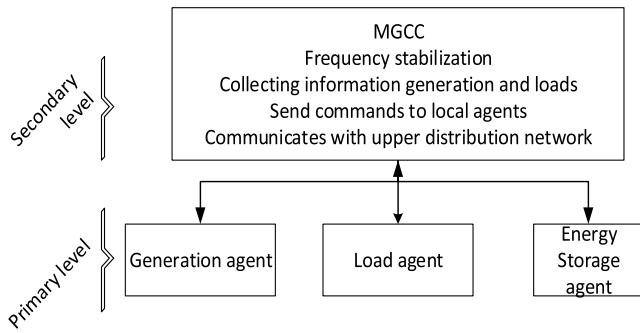 MGCC
Frequency stabilization
Collecting information generation and loads
Send commands to local agents
Communicates with upper distribution network
Secondary
level
Generation agent
Load agent
Energy
Storage
agent
Primary level